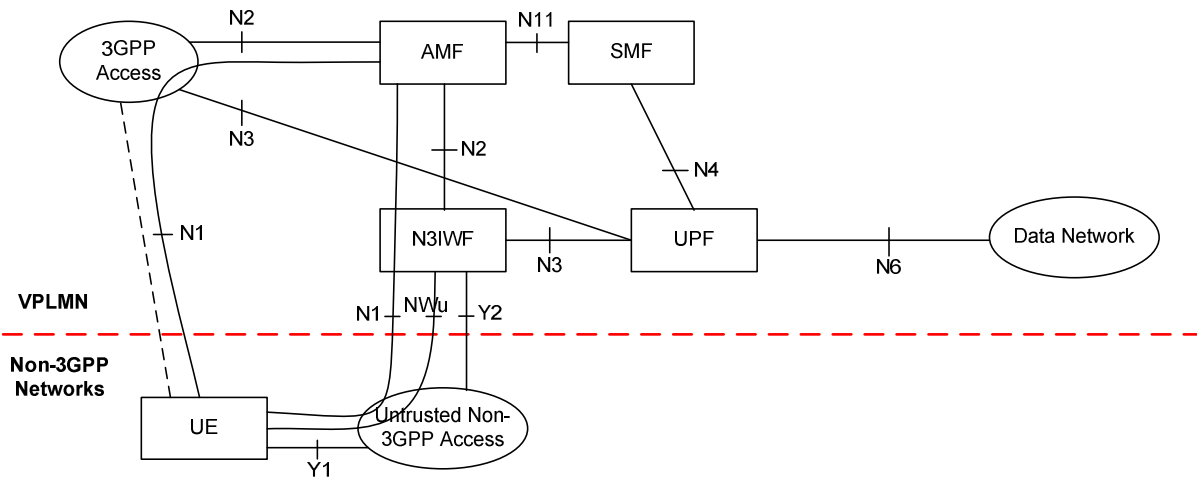 N2
N11
3GPP
Access
AMF
SMF
N3
N2
N4
N1
N3IWF
UPF
Data Network
N3
N6
VPLMN
N1
NWu
Y2
Non-3GPP
Networks
UE
Untrusted Non-
3GPP Access
Y1